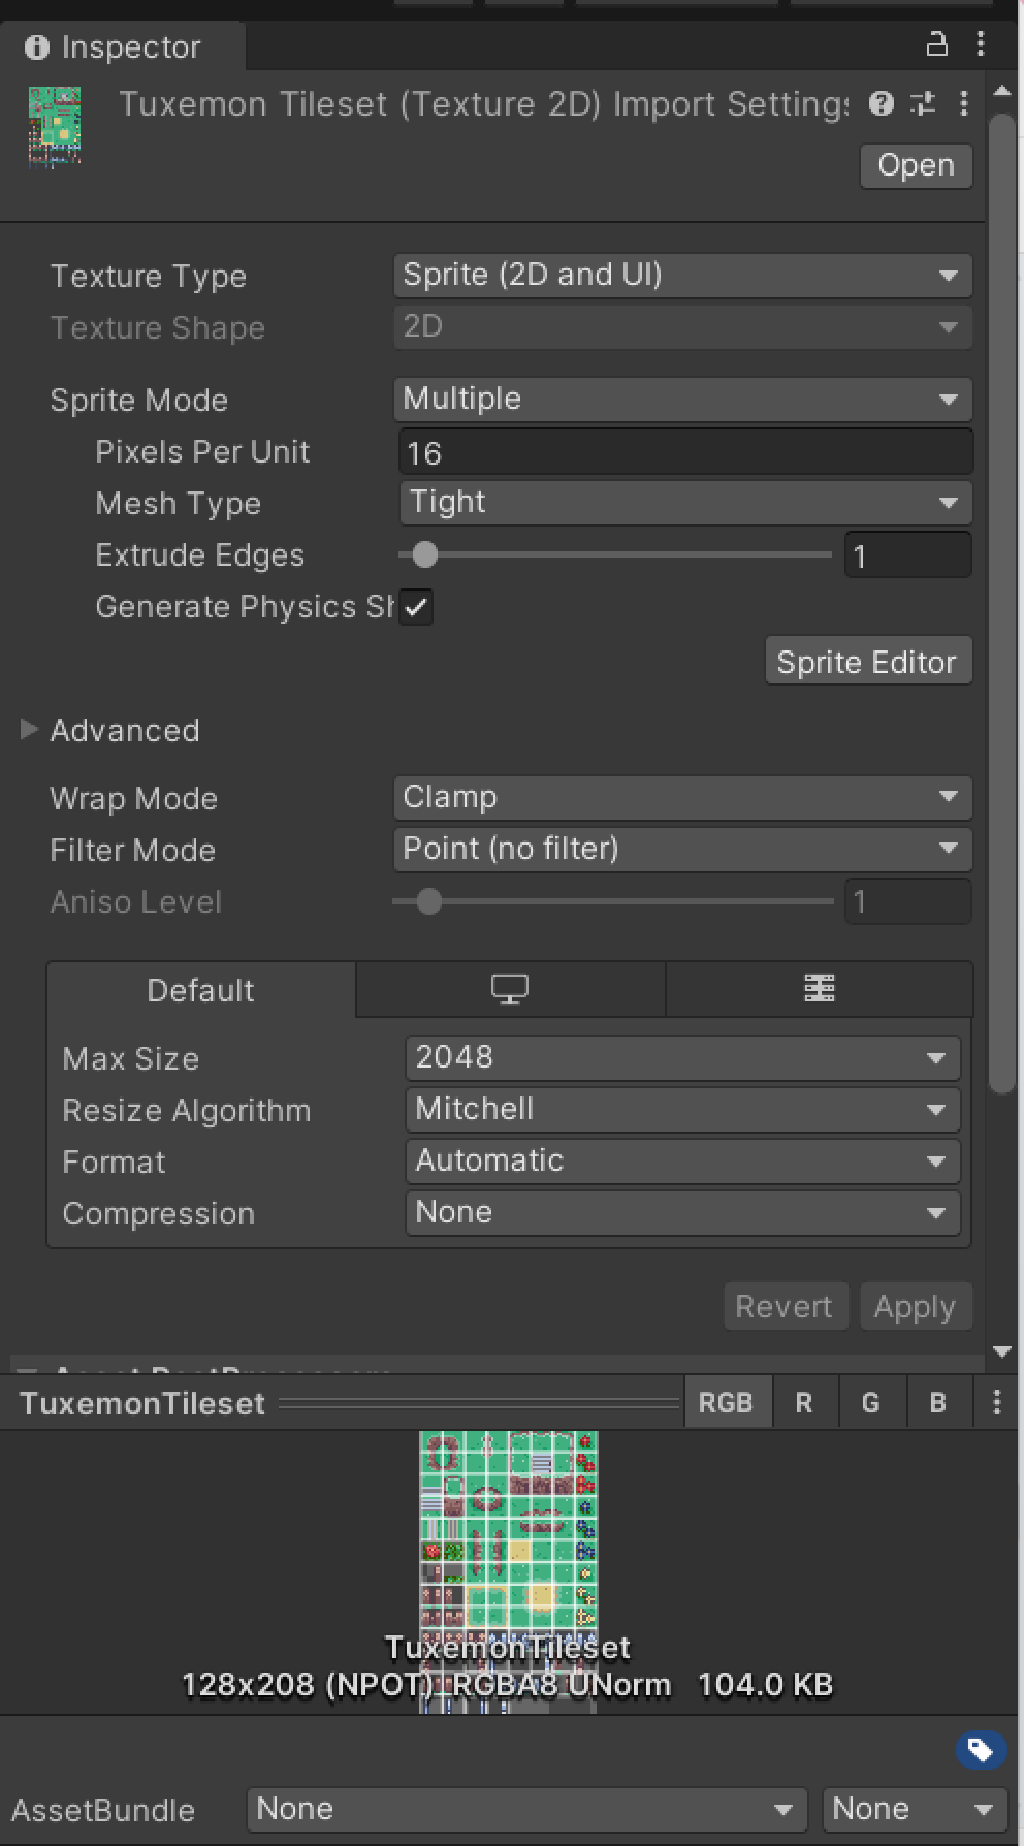 Inspector
Tuxemon Tileset (Texture 2D) Import Settings
Open
Texture Type Sprite (2D and UI)
Texture Shape 2D
Sprite Mode Multiple
Pixels Per Unit 16
Mesh Type Tight
Extrude Edges 1
Generate Physics Sh
Sprite Editor
Advanced
Wrap Mode Clamp
Filter Mode Point (no filter)
Aniso Level 1
Default
Max Size 2048
Resize Algorithm Mitchell
Format Automatic
Compression None
Revert Apply
TuxemonTileset RGB R G B
TuxemonTileset
128x208 (NPOT) RGBA8 UNorm 104.0 KB
AssetBundle None None